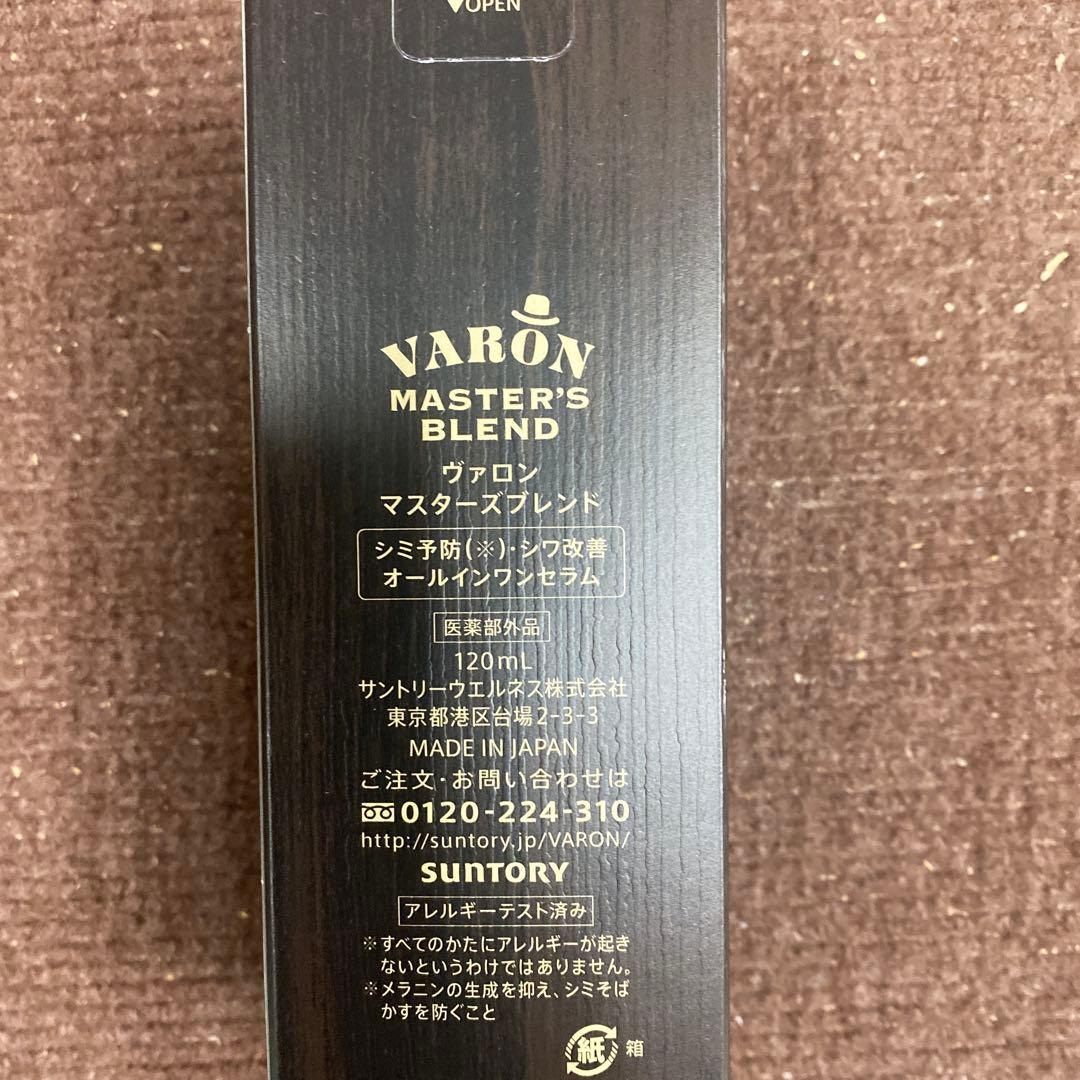 ▼OPEN
VARON
MASTER'S
BLEND
ヴァロン
マスターズブレンド
シミ予防(※)・シワ改善
オールインワンセラム
医薬部外品
120mL
サントリーウエルネス株式会社
東京都港区台場2-3-3
MADE IN JAPAN
ご注文・お問い合わせは
0120-224-310
http://suntory.jp/VARON/
SUNTORY
アレルギーテスト済み
※すべてのかたにアレルギーが起き
ないというわけではありません。
※メラニンの生成を抑え、シミそば
かすを防ぐこと
紙 箱